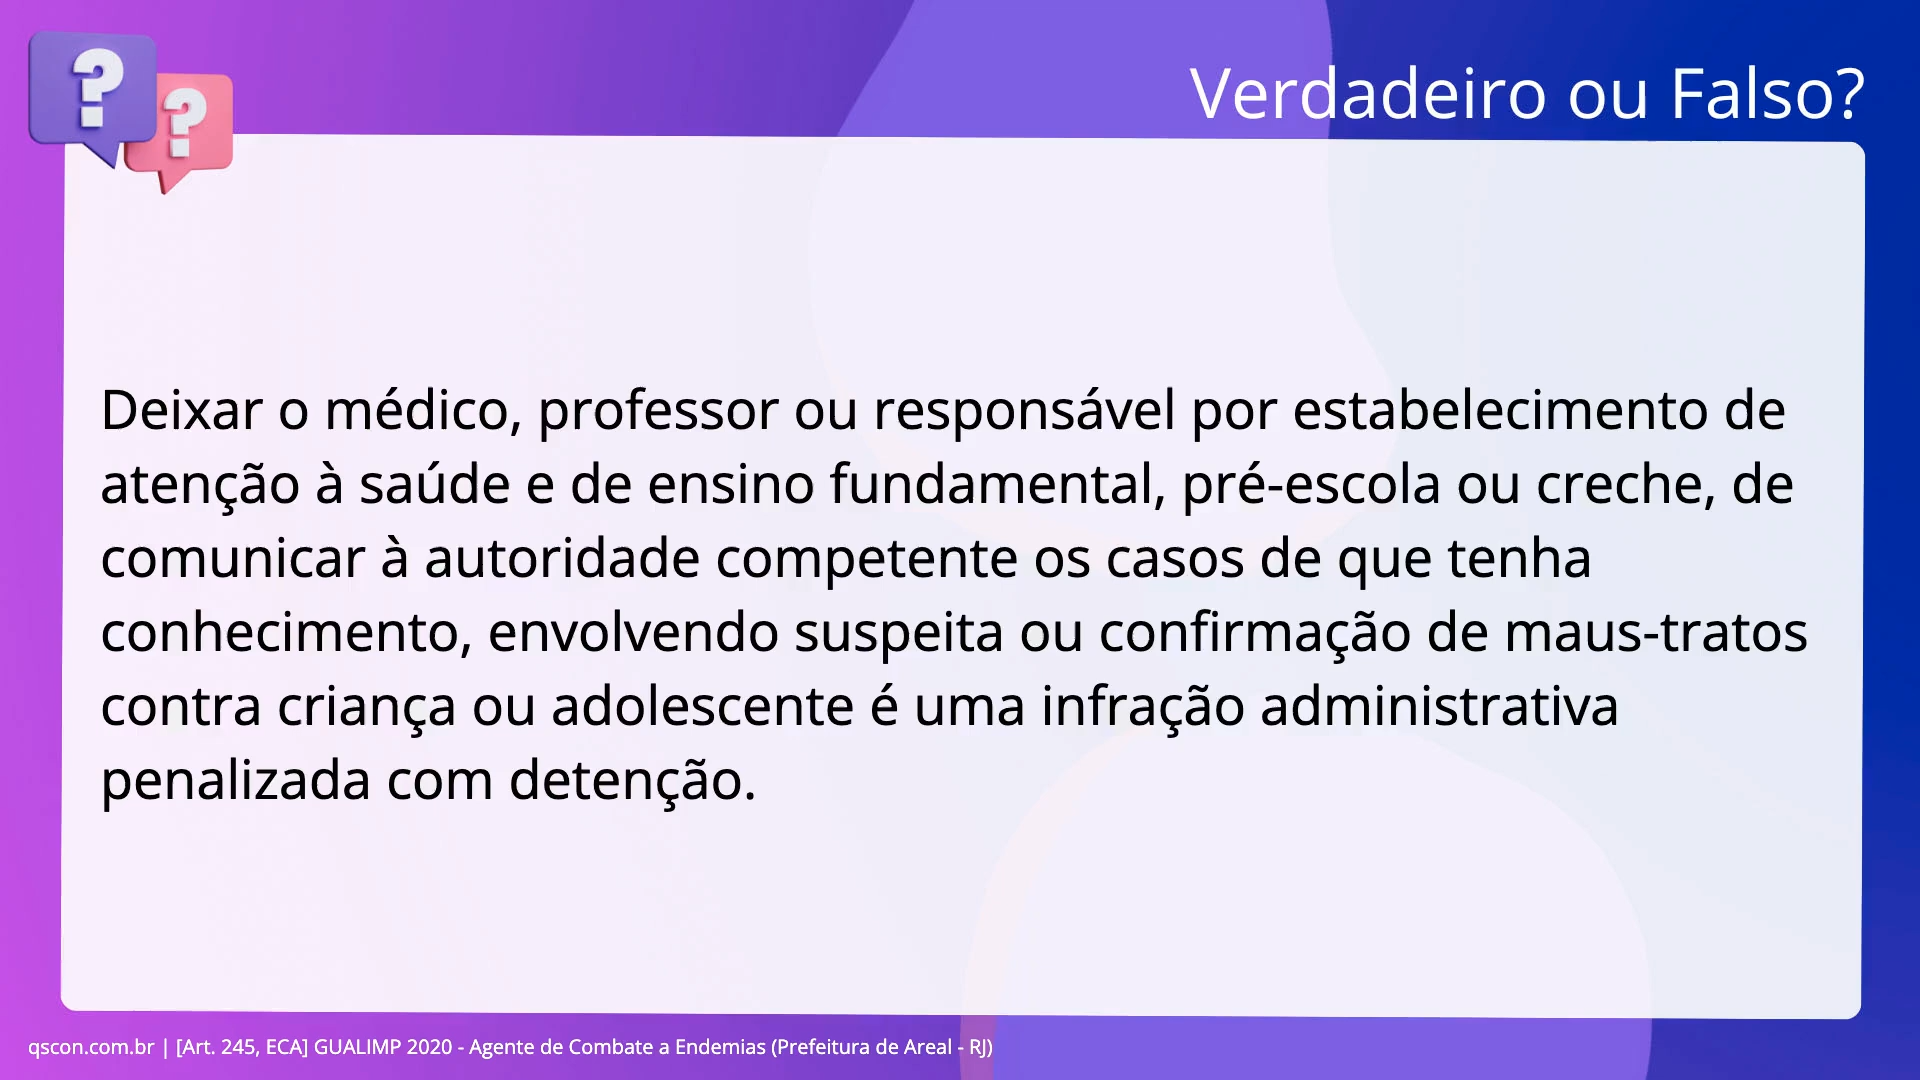 Verdadeiro ou Falso?
Deixar o médico, professor ou responsável por estabelecimento de
atenção à saúde e de ensino fundamental, pré-escola ou creche, de
comunicar à autoridade competente os casos de que tenha
conhecimento, envolvendo suspeita ou confirmação de maus-tratos
contra criança ou adolescente é uma infração administrativa
penalizada com detenção.
qscon.com.br | [Art. 245, ECA] GUALIMP 2020 - Agente de Combate a Endemias (Prefeitura de Areal - RJ)